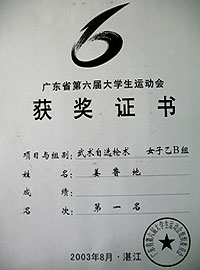 广东省第六届大学生运动会
获奖证书
项目与组别: 武术自选枪术 女子乙B组
姓 名: 姜鲁艳
成 绩:
名 次: 第一名
2003年8月·湛江